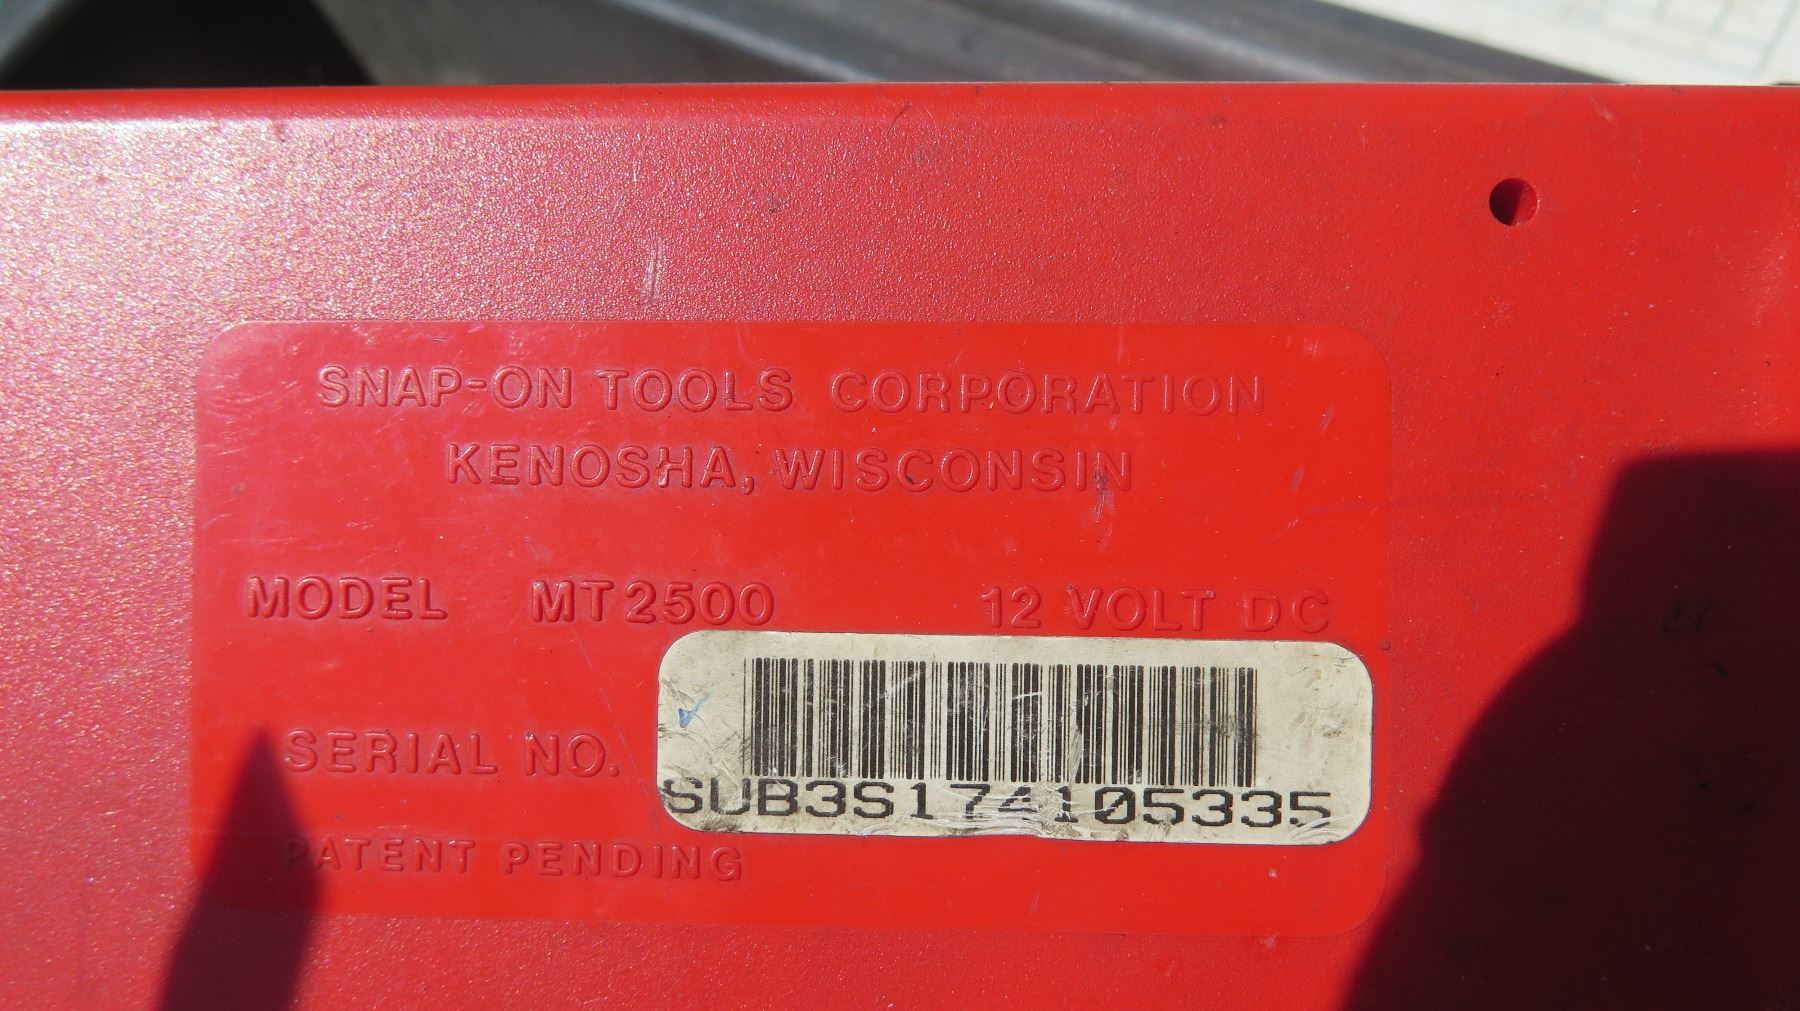 SNAP-ON TOOLS CORPORATION
KENOSHA, WISCONSIN
MODEL MT2500 12 VOLT DC
SERIAL NO. SUB3S174105335
PATENT PENDING